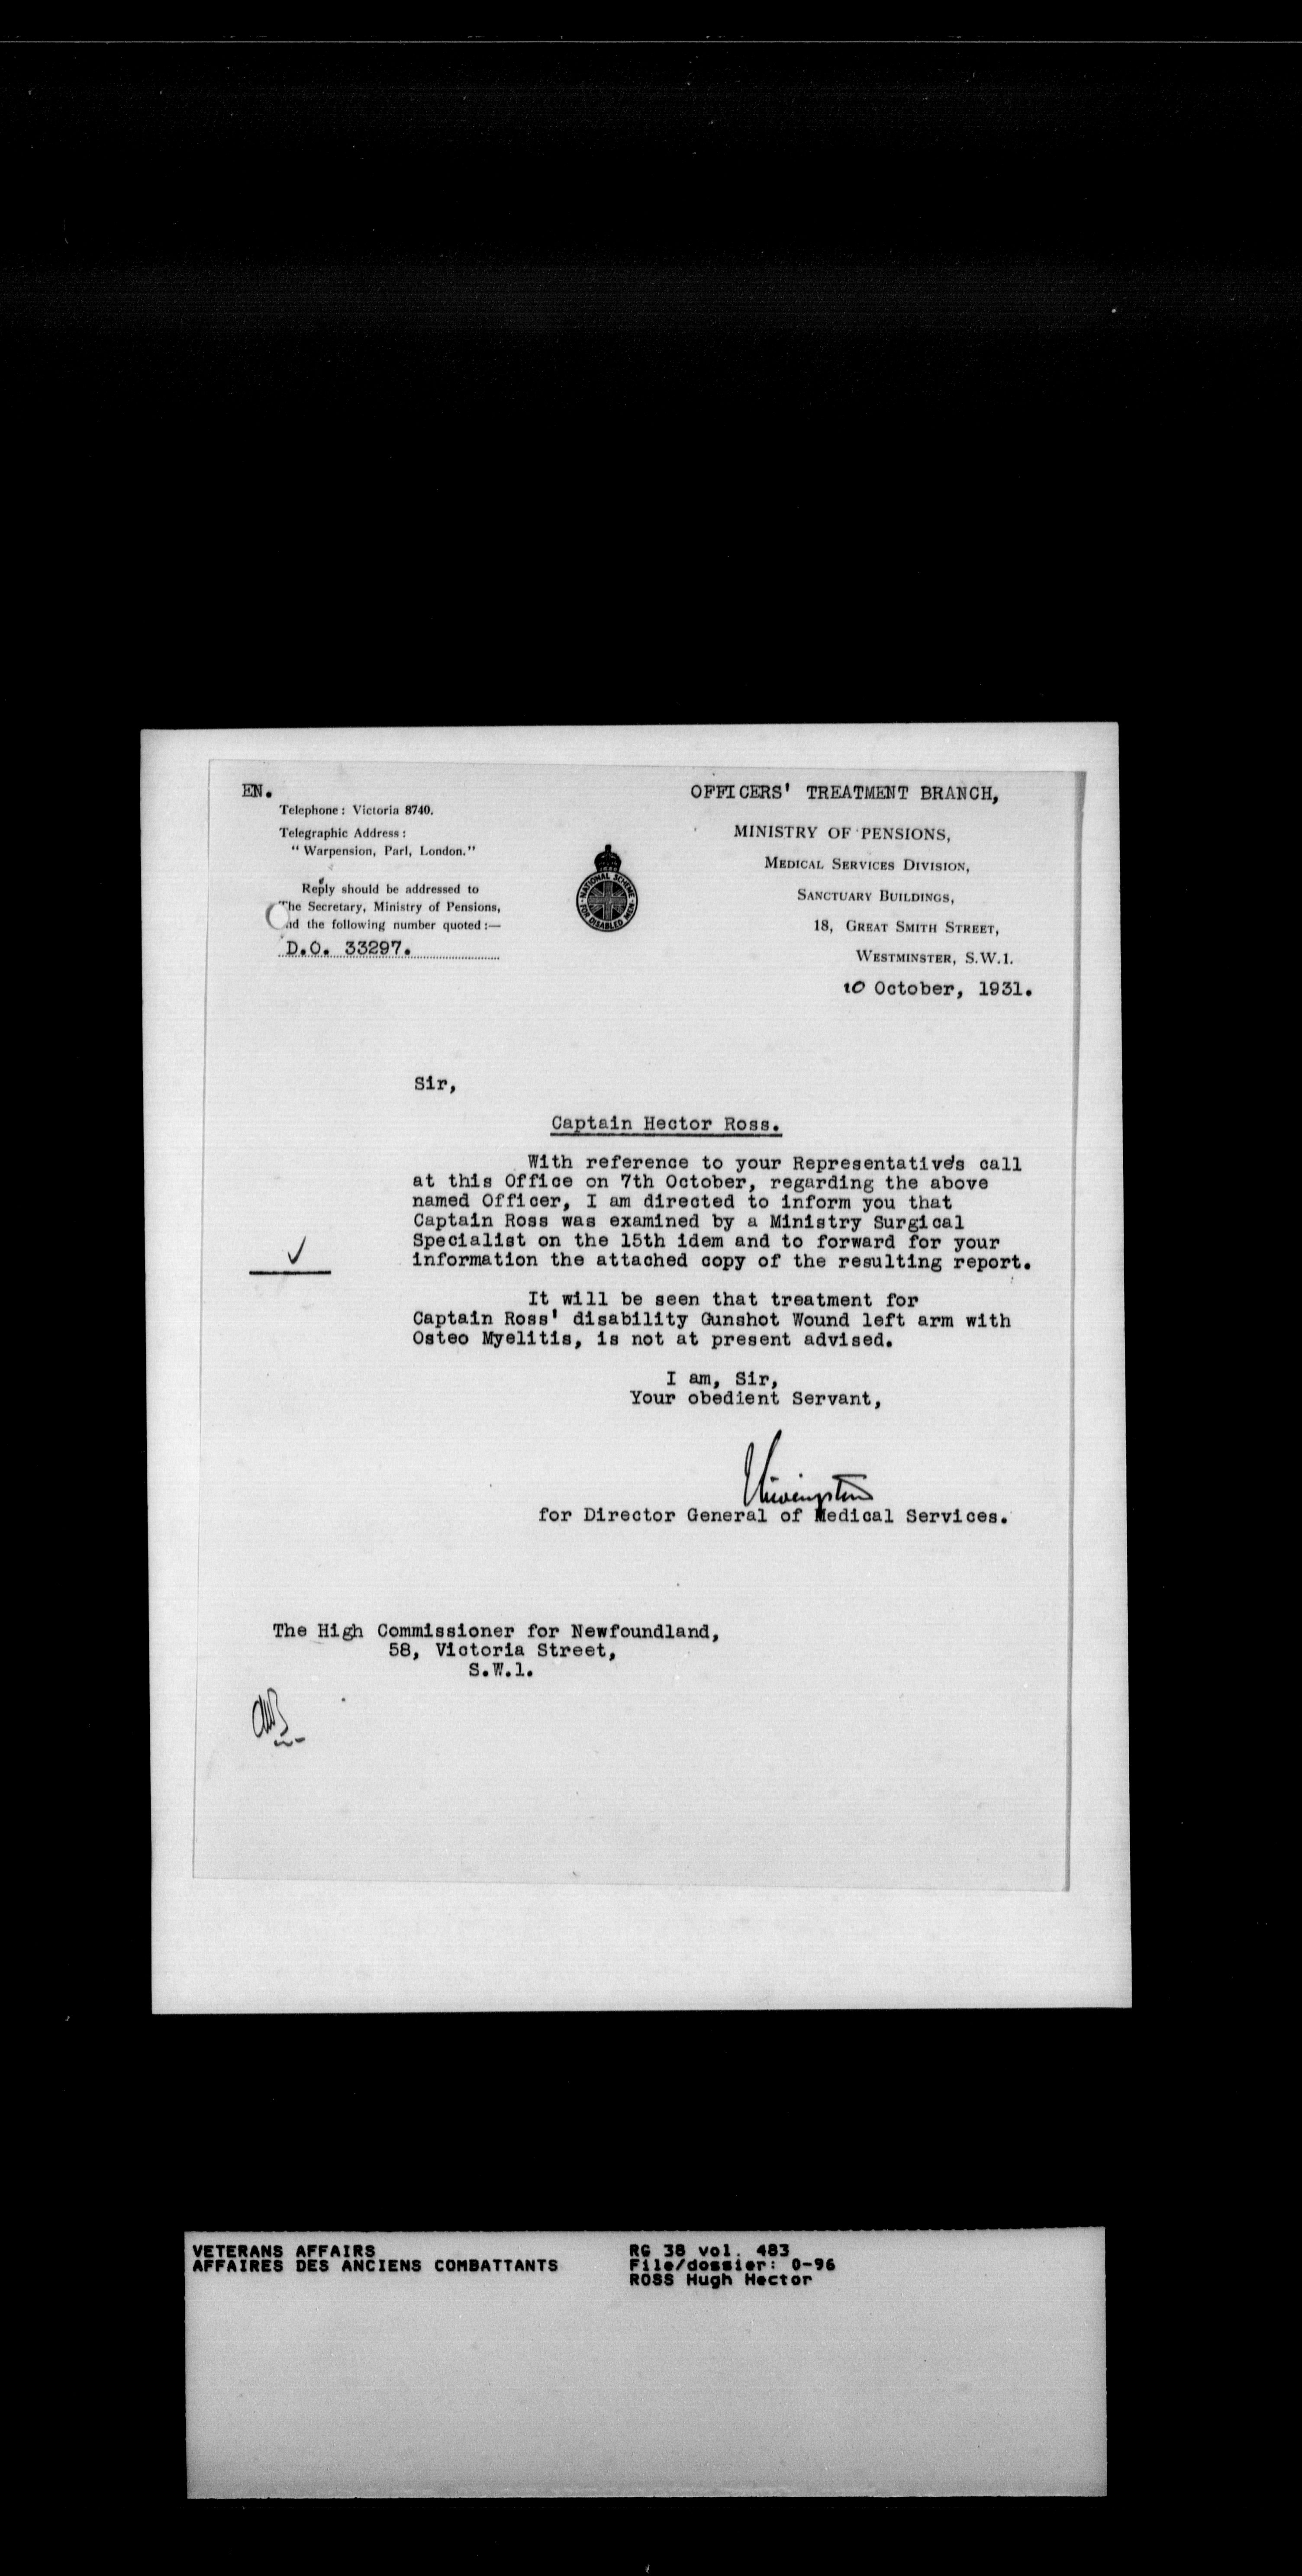 EN.
Telephone: Victoria 8740.
Telegraphic Address:
"Warpension, Parl, London."
Reply should be addressed to
The Secretary, Ministry of Pensions,
and the following number quoted:—
D.O. 33297.
NATIONAL SCHEME
FOR DISABLED MEN
OFFICERS' TREATMENT BRANCH,
MINISTRY OF PENSIONS,
MEDICAL SERVICES DIVISION,
SANCTUARY BUILDINGS,
18, GREAT SMITH STREET,
WESTMINSTER, S.W.1.
October, 1931.
Sir,
Captain Hector Ross.
With reference to your Representative's call
at this Office on 7th October, regarding the above
named Officer, I am directed to inform you that
Captain Ross was examined by a Ministry Surgical
Specialist on the 15th idem and to forward for your
information the attached copy of the resulting report.
It will be seen that treatment for
Captain Ross' disability Gunshot Wound left arm with
Osteo Myelitis, is not at present advised.
I am, Sir,
Your obedient Servant,
for Director General of Medical Services.
The High Commissioner for Newfoundland,
58, Victoria Street,
S.W.1.
VETERANS AFFAIRS
AFFAIRES DES ANCIENS COMBATTANTS
RG 38 vol. 483
File/dossier: 0-96
ROSS Hugh Hector